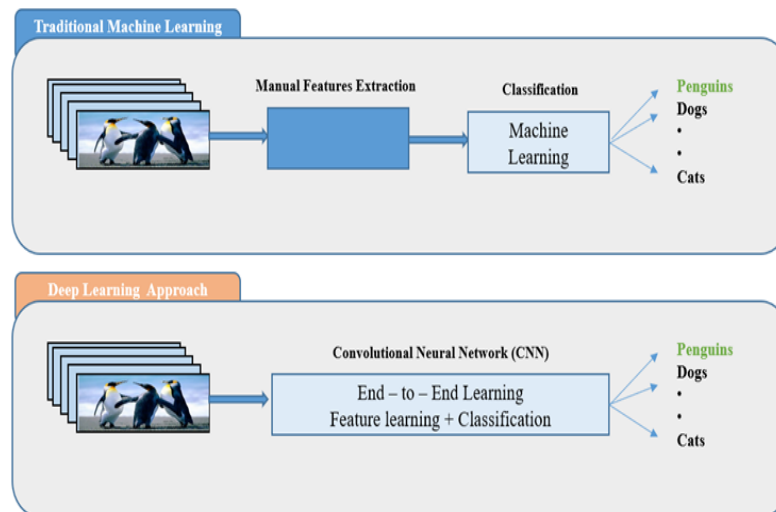 Traditional Machine Learning
Manual Features Extraction
Classification
Machine
Learning
Penguins
Dogs
•
•
Cats
Deep Learning Approach
Convolutional Neural Network (CNN)
End – to – End Learning
Feature learning + Classification
Penguins
Dogs
•
•
Cats